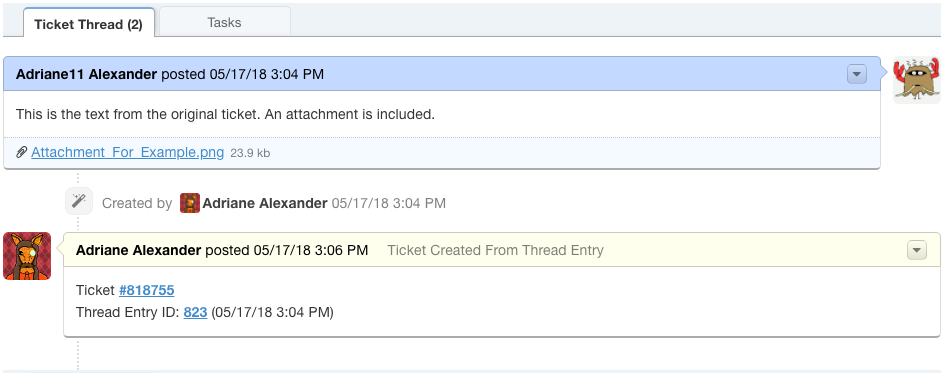 Ticket Thread (2) Tasks
Adriane11 Alexander posted 05/17/18 3:04 PM
This is the text from the original ticket. An attachment is included.
Attachment_For_Example.png 23.9 kb
Created by Adriane Alexander 05/17/18 3:04 PM
Adriane Alexander posted 05/17/18 3:06 PM Ticket Created From Thread Entry
Ticket #818755
Thread Entry ID: 823 (05/17/18 3:04 PM)